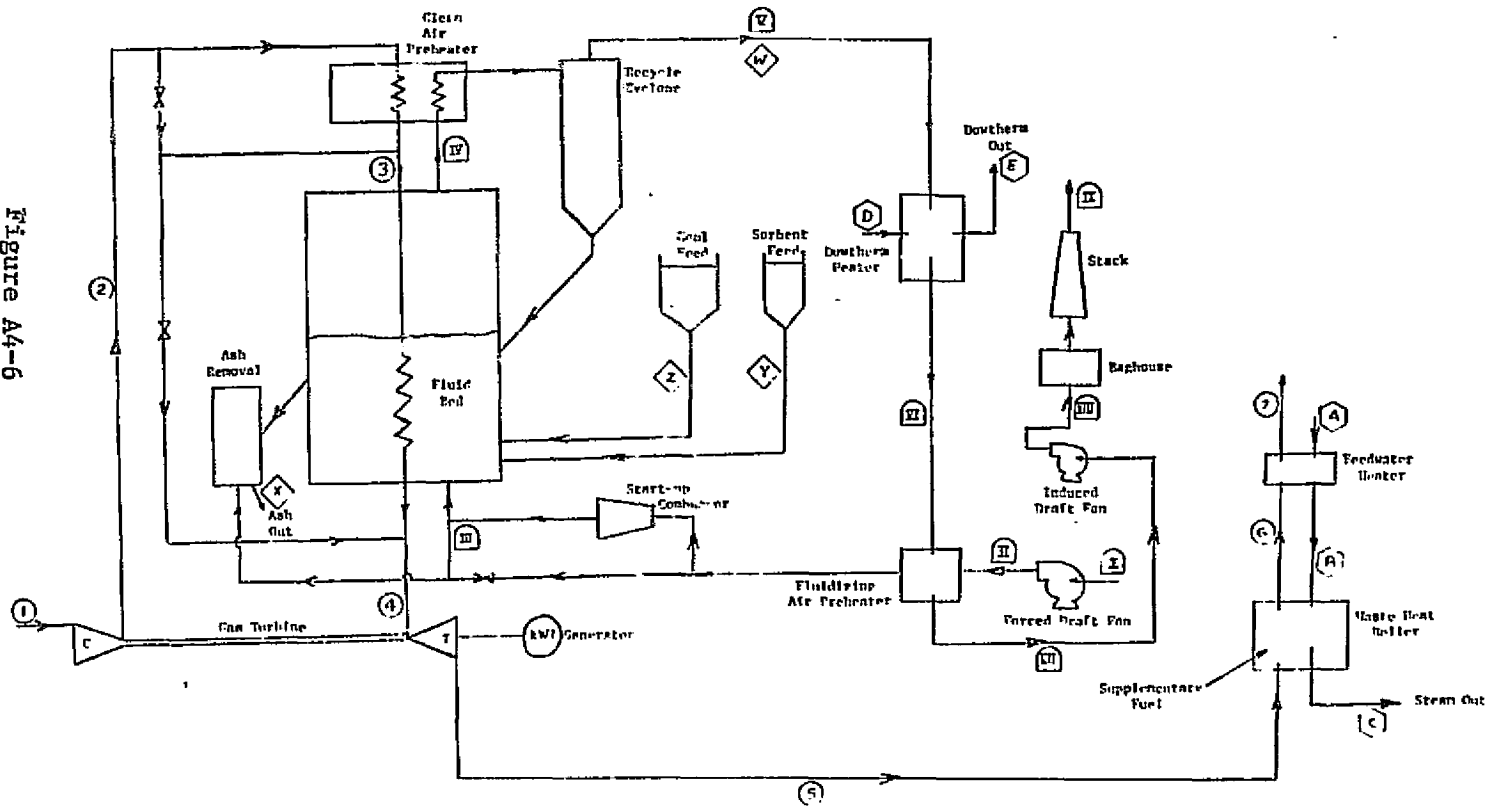 Clean
Air
Preheater
V
W
Recycle
Cyclone
Dowtherm
Out
E
IV
3
D
Dowtherm
Heater
IX
Stack
Coal
Feed
Sorbent
Feed
2
Ash
Removal
Fluid
Bed
Z
Y
VI
Baghouse
VIII
Induced
Draft Fan
7
A
Feedwater
Heater
X
Ash
Out
Start-up
Combustor
III
II
I
Fluidizing
Air Preheater
Forced Draft Fan
VII
6
B
Waste Heat
Boiler
1
C
Gas Turbine
4
T
kWt
Generator
Supplementary
Fuel
Steam Out
C
5
Figure A4-6